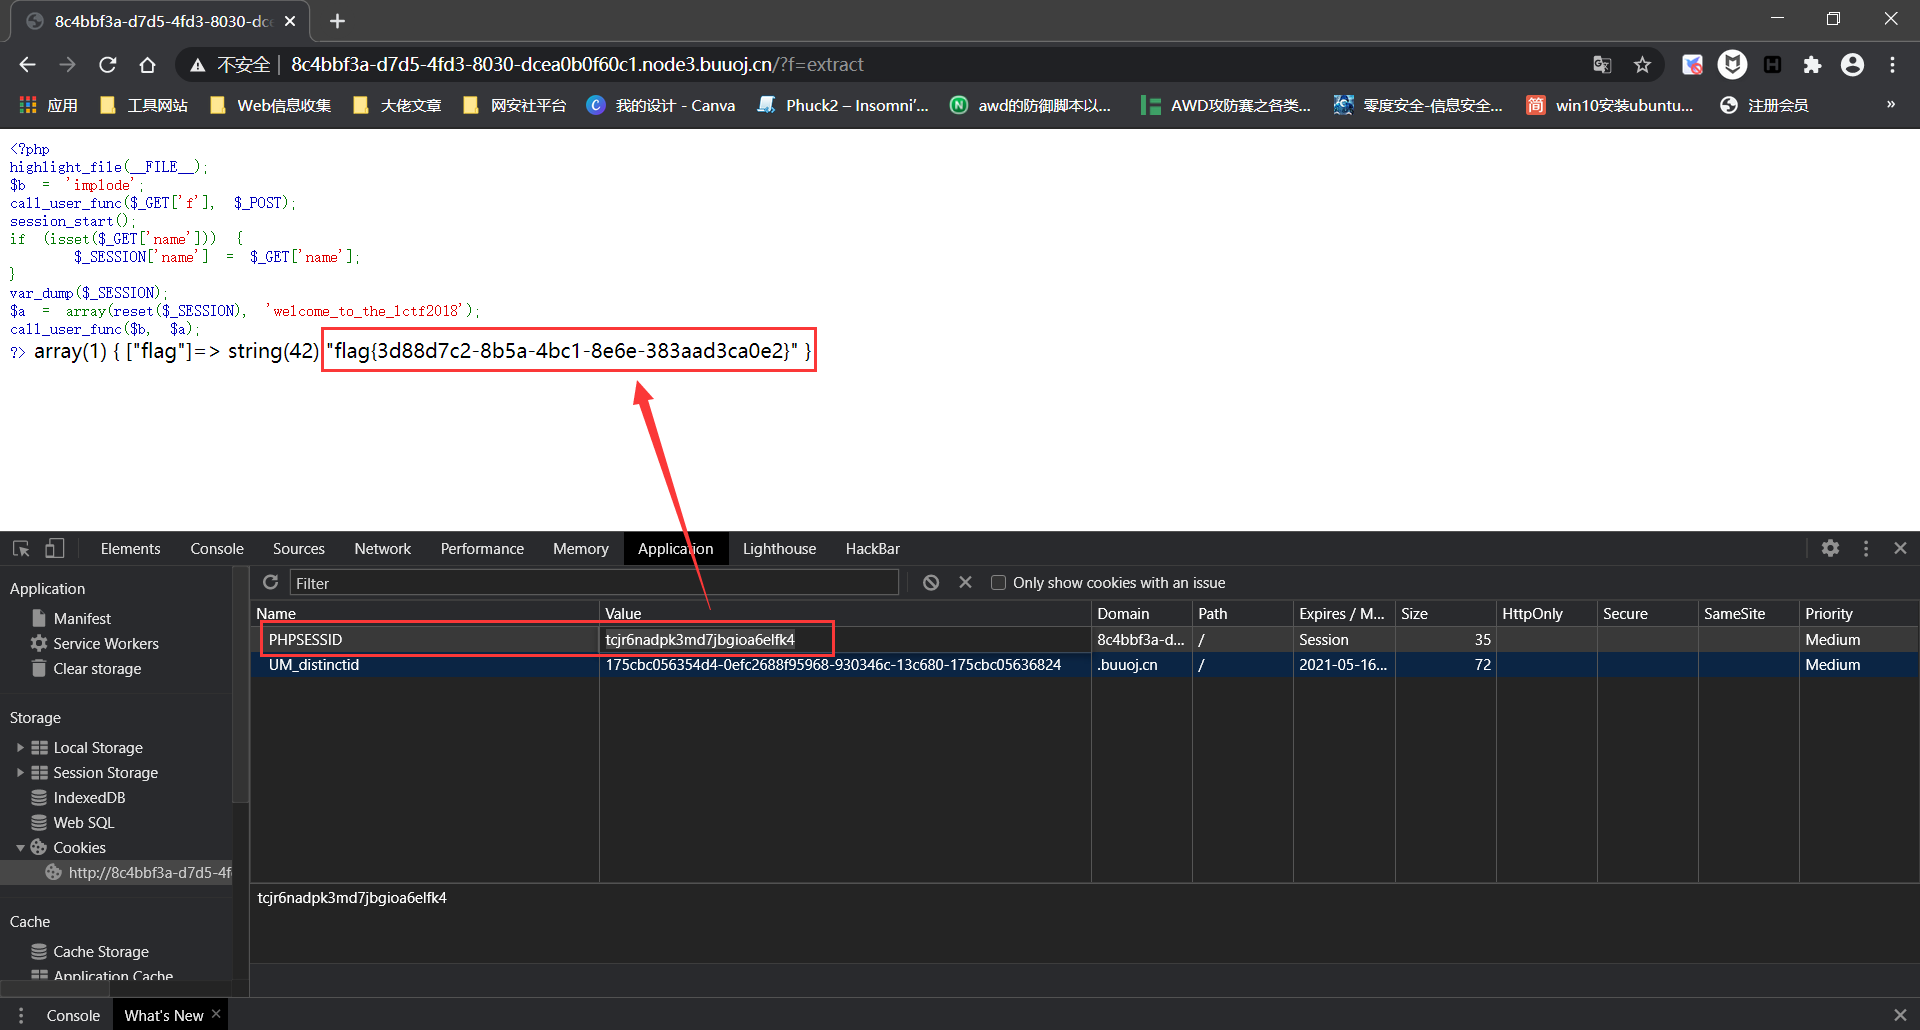 8c4bbf3a-d7d5-4fd3-8030-dce
不安全 8c4bbf3a-d7d5-4fd3-8030-dcea0b0f60c1.node3.buuoj.cn/?f=extract
应用 工具网站 Web信息收集 大佬文章 网安社平台 我的设计 - Canva Phuck2 – Insomni'... awd的防御脚本以... AWD攻防赛之各类... 零度安全-信息安全... 简 win10安装ubuntu... 注册会员 »
<?php
highlight_file(__FILE__);
$b = 'implode';
call_user_func($_GET['f'], $_POST);
session_start();
if (isset($_GET['name'])) {
$_SESSION['name'] = $_GET['name'];
}
var_dump($_SESSION);
$a = array(reset($_SESSION), 'welcome_to_the_lctf2018');
call_user_func($b, $a);
?> array(1) { ["flag"]=> string(42) "flag{3d88d7c2-8b5a-4bc1-8e6e-383aad3ca0e2}" }
Elements Console Sources Network Performance Memory Application Lighthouse HackBar
Application
Manifest
Service Workers
Clear storage
Storage
Local Storage
Session Storage
IndexedDB
Web SQL
Cookies
http://8c4bbf3a-d7d5-4f
Cache
Cache Storage
Application Cache
Filter Only show cookies with an issue
Name Value Domain Path Expires / M... Size HttpOnly Secure SameSite Priority
PHPSESSID tcjr6nadpk3md7jbgioa6elfk4 8c4bbf3a-d... / Session 35 Medium
UM_distinctid 175cbc056354d4-0efc2688f95968-930346c-13c680-175cbc05636824 .buuoj.cn / 2021-05-16... 72 Medium
tcjr6nadpk3md7jbgioa6elfk4
Console What's New